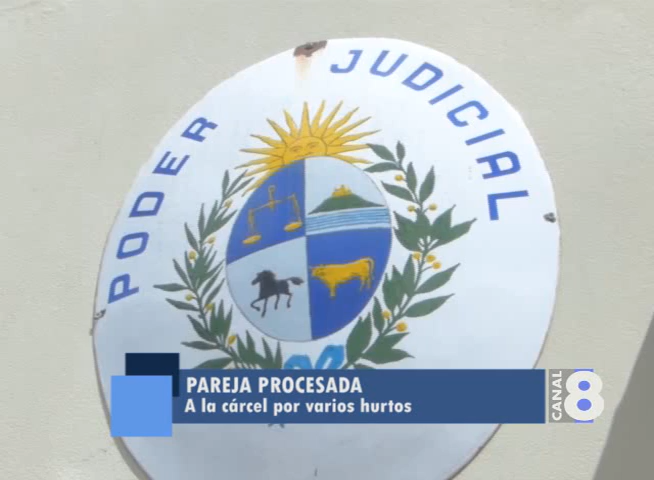 PODER JUDICIAL
PAREJA PROCESADA
A la cárcel por varios hurtos
CANAL 8